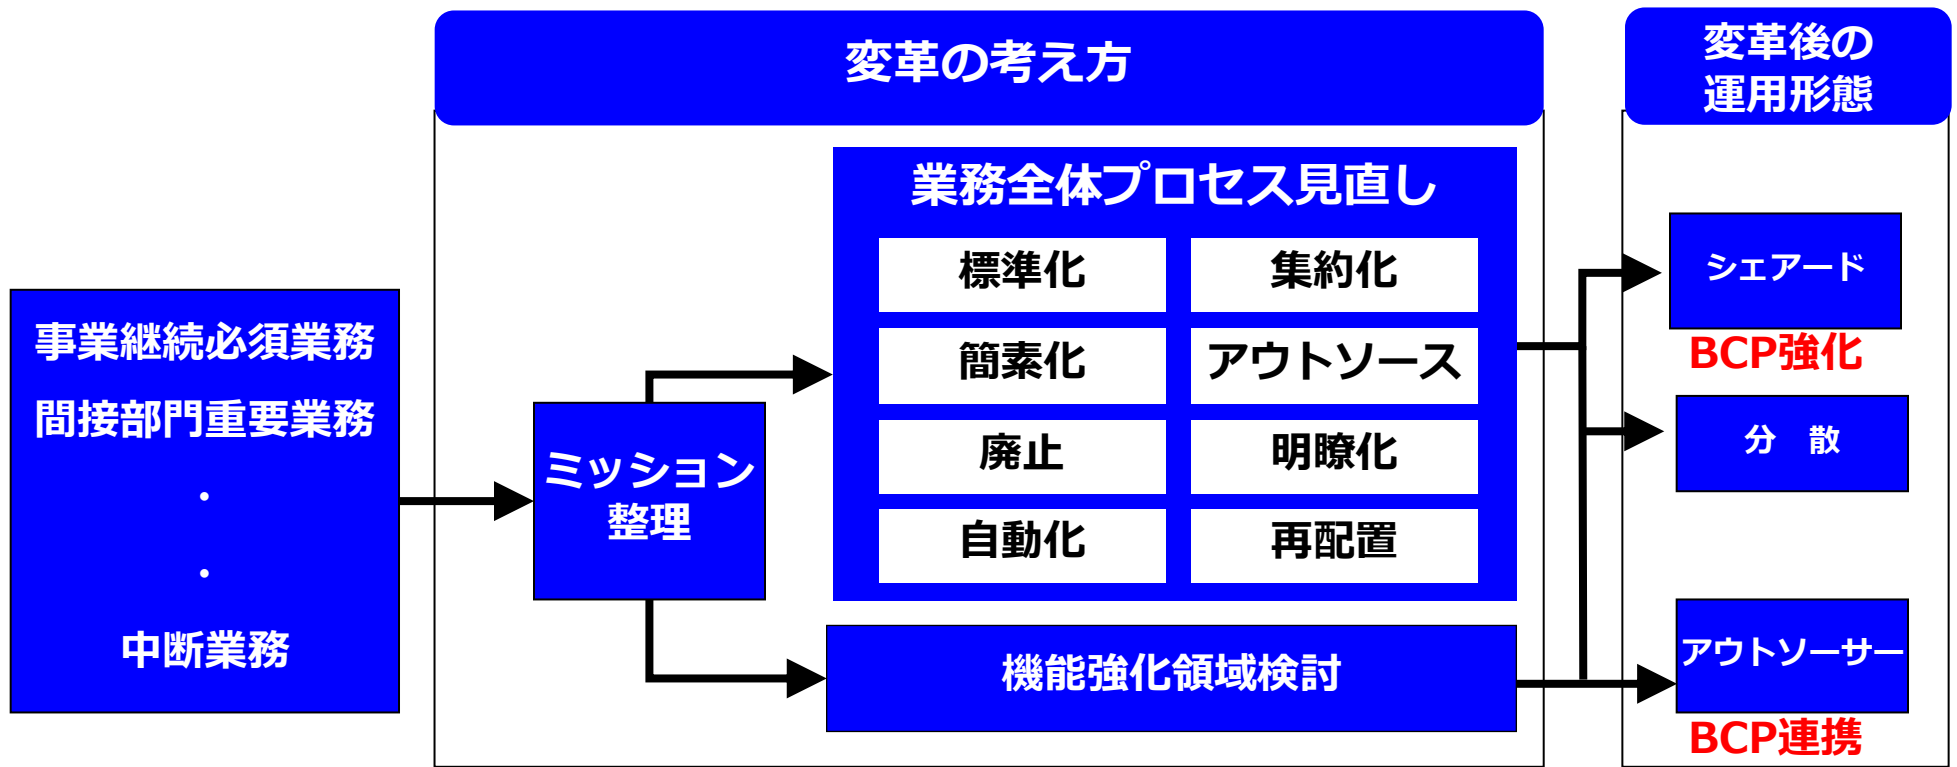 変革の考え方
変革後の
運用形態
事業継続必須業務
間接部門重要業務
・
・
中断業務
ミッション
整理
業務全体プロセス見直し
標準化
集約化
簡素化
アウトソース
廃止
明瞭化
自動化
再配置
機能強化領域検討
シェアード
BCP強化
分　散
アウトソーサー
BCP連携